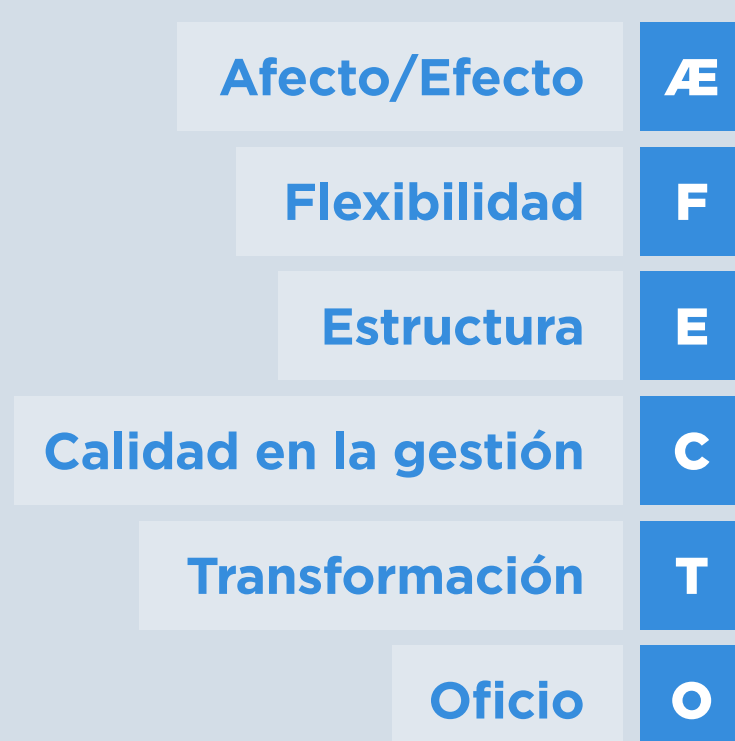 Afecto/Efecto Æ
Flexibilidad F
Estructura E
Calidad en la gestión C
Transformación T
Oficio O